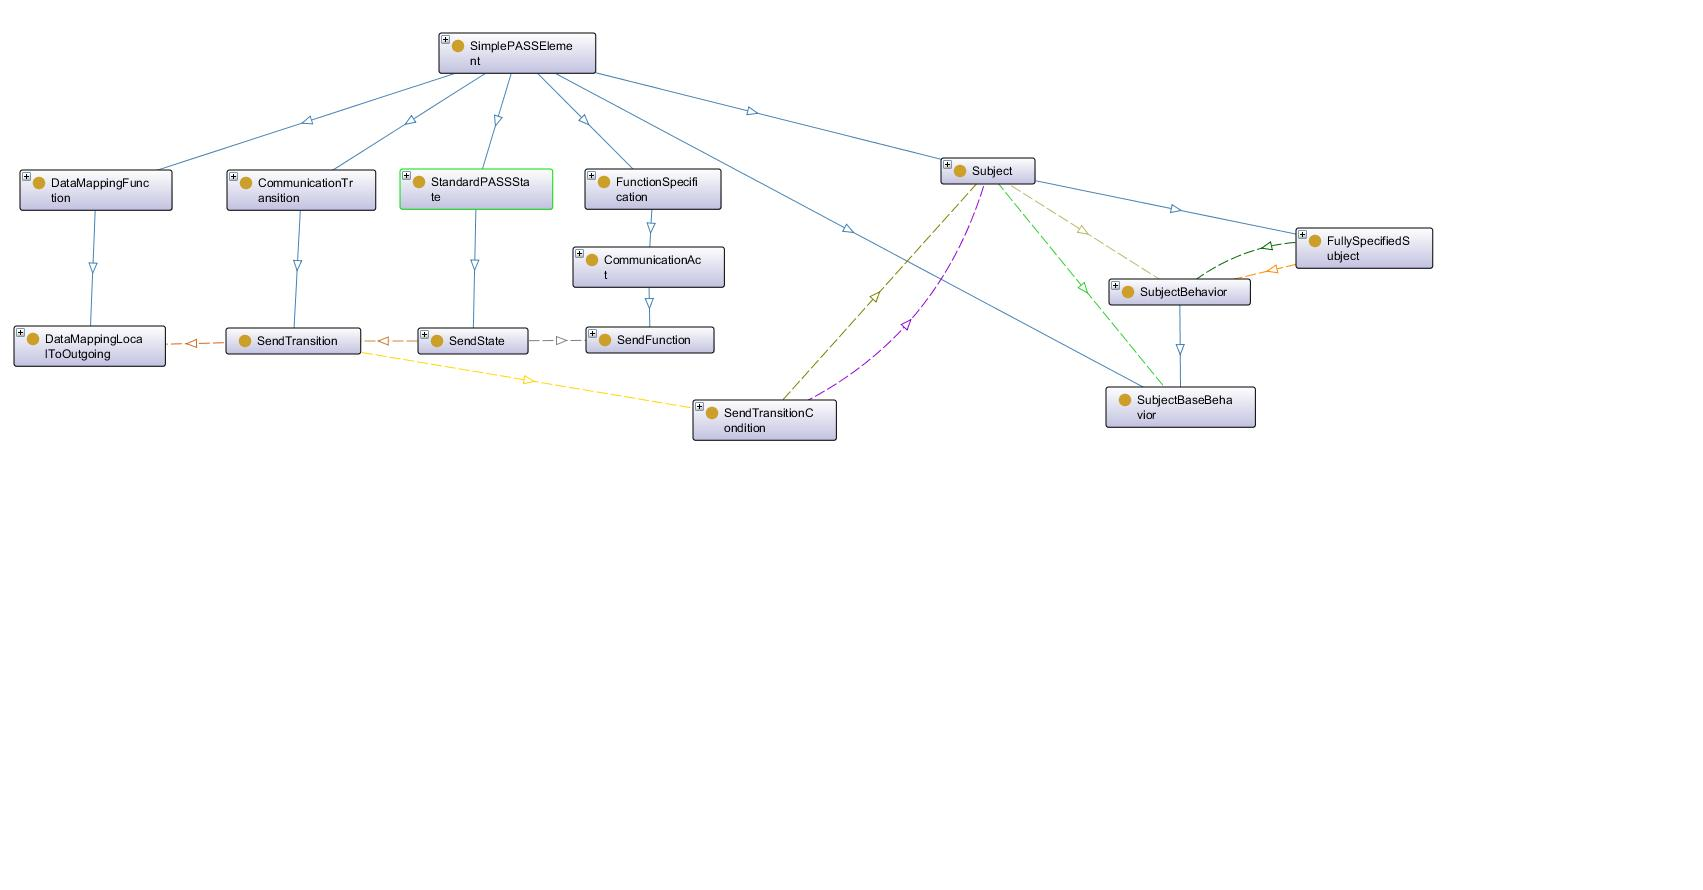 SimplePASSEleme
nt
DataMappingFunc
tion
CommunicationTr
ansition
StandardPASSSta
te
FunctionSpecifi
cation
Subject
CommunicationAc
t
FullySpecifiedS
ubject
SubjectBehavior
DataMappingLoca
lToOutgoing
SendTransition
SendState
SendFunction
SendTransitionC
ondition
SubjectBaseBeha
vior